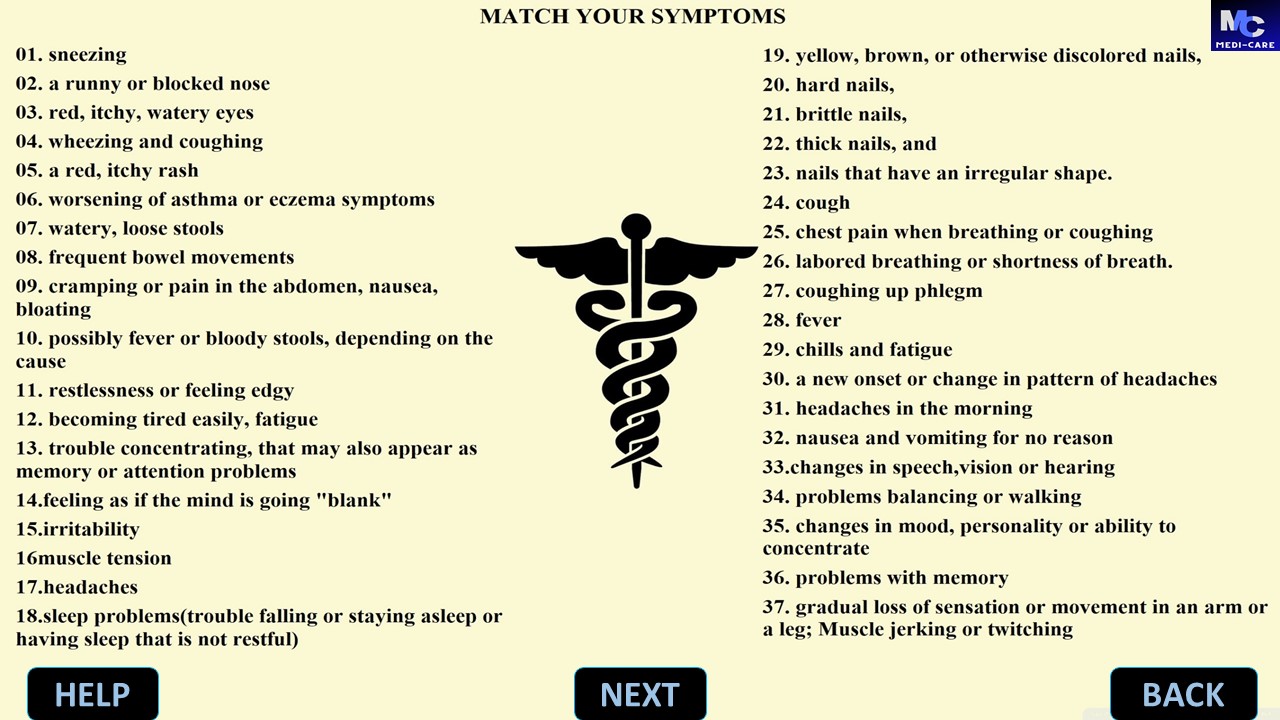 MATCH YOUR SYMPTOMS
MC
MEDI-CARE
01. sneezing
02. a runny or blocked nose
03. red, itchy, watery eyes
04. wheezing and coughing
05. a red, itchy rash
06. worsening of asthma or eczema symptoms
07. watery, loose stools
08. frequent bowel movements
09. cramping or pain in the abdomen, nausea,
bloating
10. possibly fever or bloody stools, depending on the
cause
11. restlessness or feeling edgy
12. becoming tired easily, fatigue
13. trouble concentrating, that may also appear as
memory or attention problems
14.feeling as if the mind is going "blank"
15.irritability
16muscle tension
17.headaches
18.sleep problems(trouble falling or staying asleep or
having sleep that is not restful)
19. yellow, brown, or otherwise discolored nails,
20. hard nails,
21. brittle nails,
22. thick nails, and
23. nails that have an irregular shape.
24. cough
25. chest pain when breathing or coughing
26. labored breathing or shortness of breath.
27. coughing up phlegm
28. fever
29. chills and fatigue
30. a new onset or change in pattern of headaches
31. headaches in the morning
32. nausea and vomiting for no reason
33.changes in speech,vision or hearing
34. problems balancing or walking
35. changes in mood, personality or ability to
concentrate
36. problems with memory
37. gradual loss of sensation or movement in an arm or
a leg; Muscle jerking or twitching
HELP
NEXT
BACK